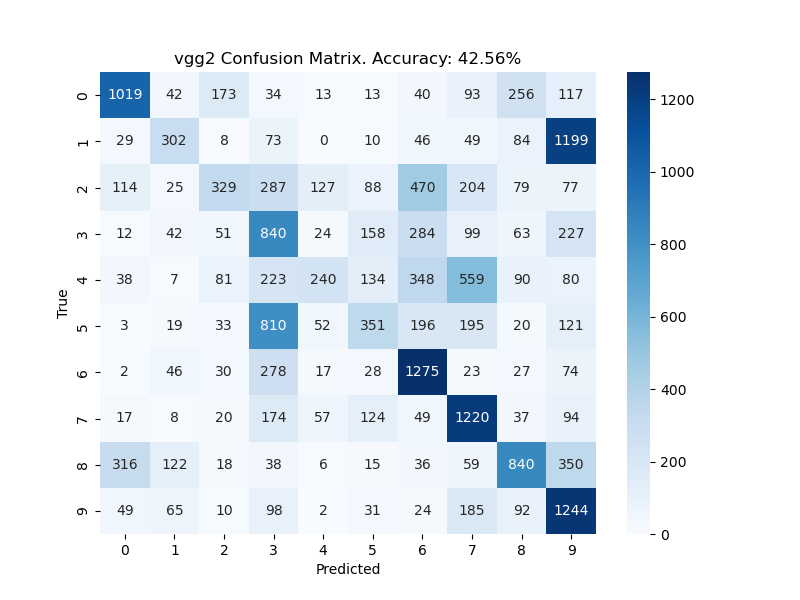 vgg2 Confusion Matrix. Accuracy: 42.56%
0 1019 42 173 34 13 13 40 93 256 117
1 29 302 8 73 0 10 46 49 84 1199
2 114 25 329 287 127 88 470 204 79 77
3 12 42 51 840 24 158 284 99 63 227
4 38 7 81 223 240 134 348 559 90 80
5 3 19 33 810 52 351 196 195 20 121
6 2 46 30 278 17 28 1275 23 27 74
7 17 8 20 174 57 124 49 1220 37 94
8 316 122 18 38 6 15 36 59 840 350
9 49 65 10 98 2 31 24 185 92 1244
0 1 2 3 4 5 6 7 8 9
Predicted
True
1200
1000
800
600
400
200
0